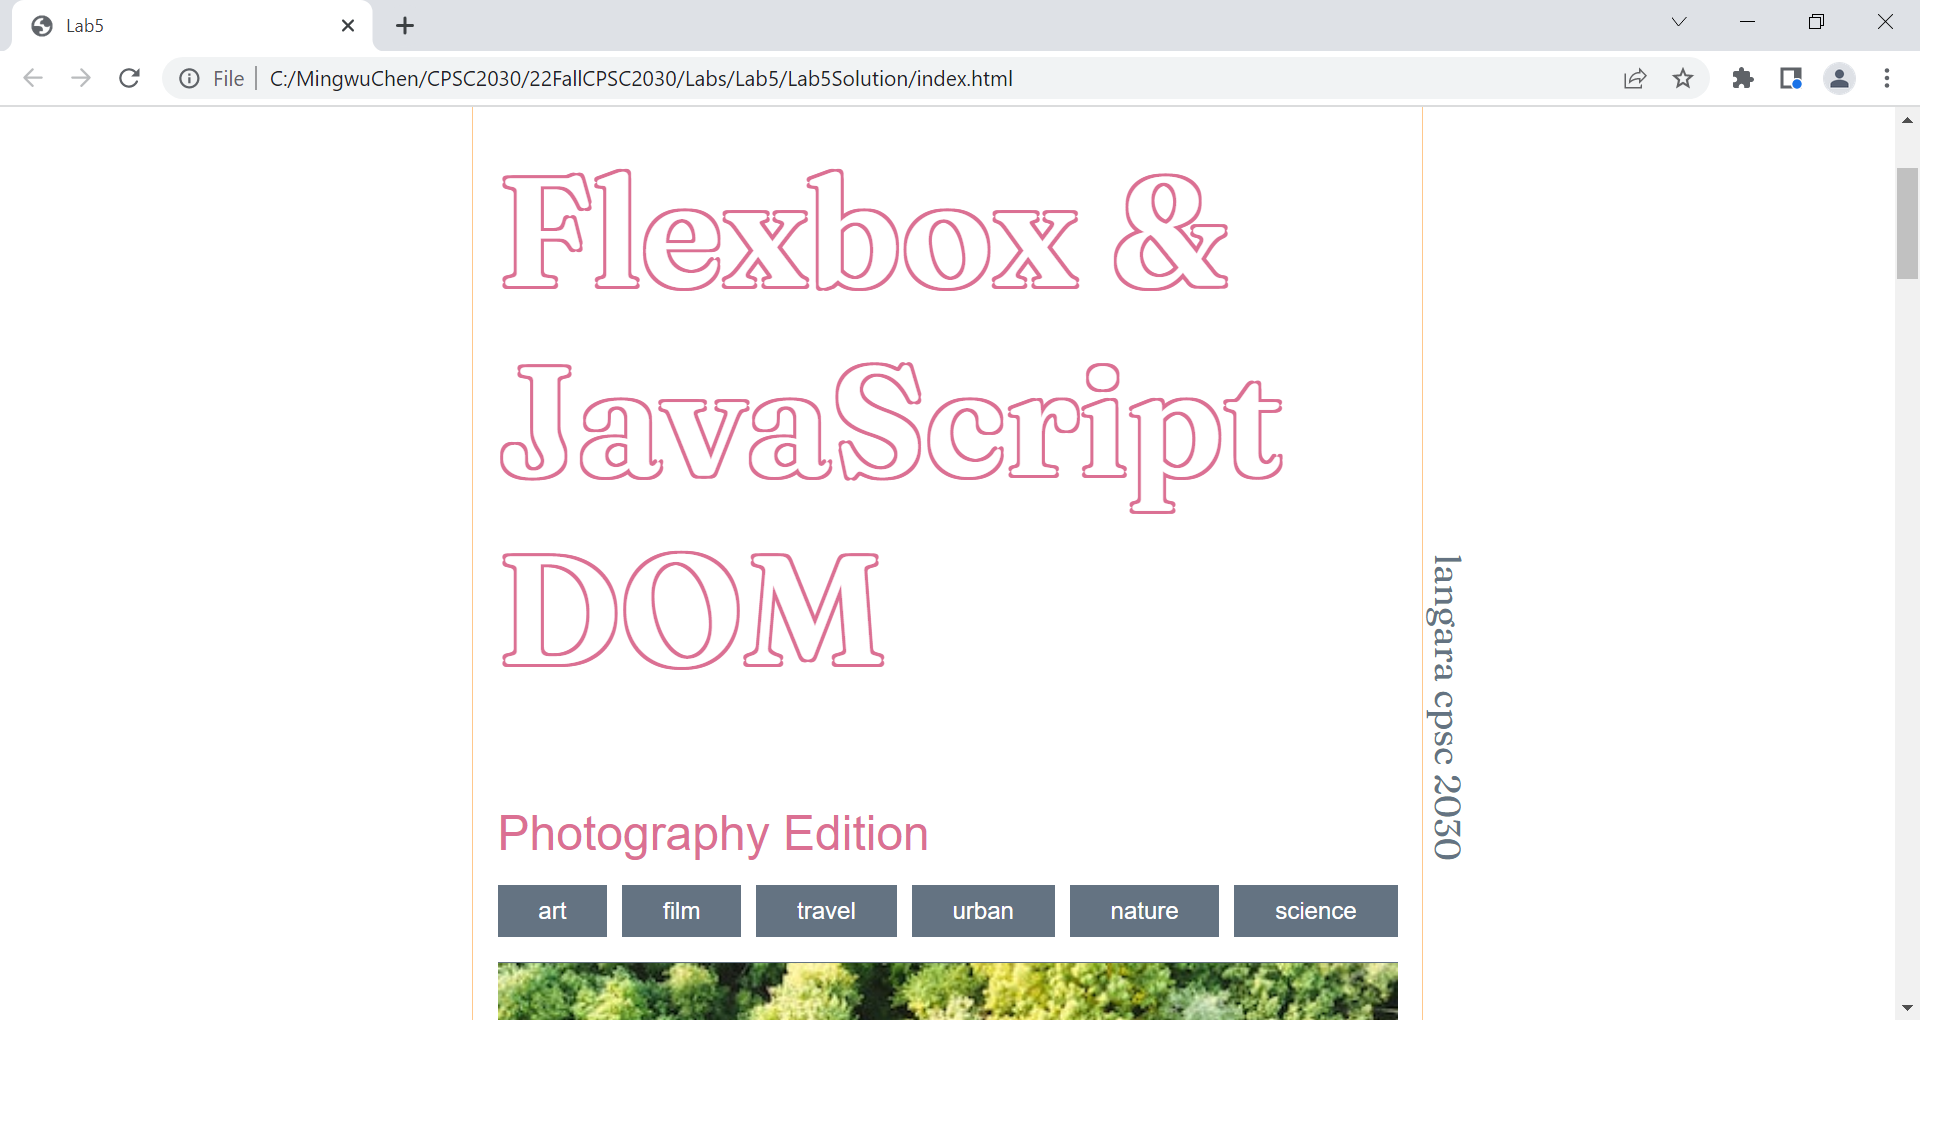 Lab5
File
C:/MingwuChen/CPSC2030/22FallCPSC2030/Labs/Lab5/Lab5Solution/index.html
Flexbox &
JavaScript
DOM
langara cpsc 2030
Photography Edition
art film travel urban nature science